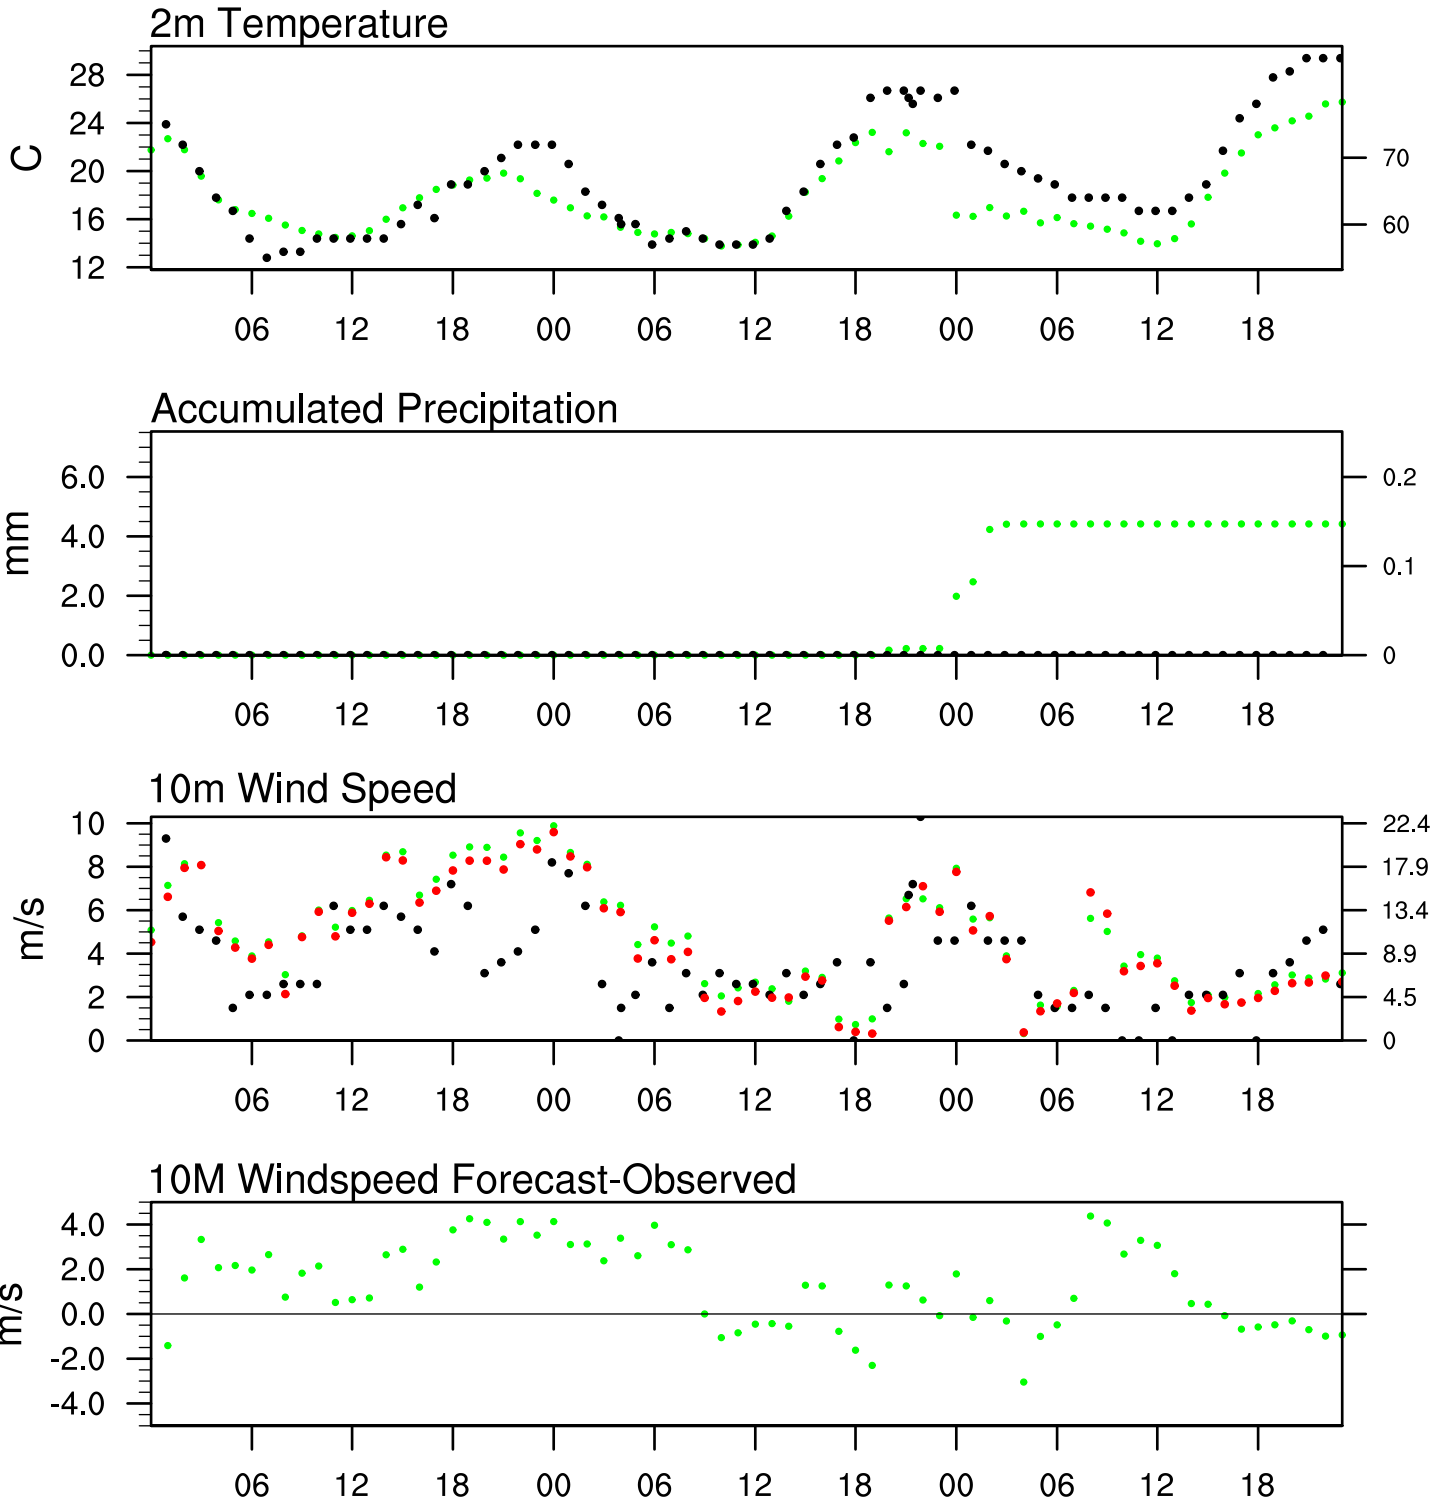 2m Temperature
28
24
20
16
12
C
70
60
06 12 18 00 06 12 18 00 06 12 18
Accumulated Precipitation
6.0
4.0
2.0
0.0
mm
0.2
0.1
0
06 12 18 00 06 12 18 00 06 12 18
10m Wind Speed
10
8
6
4
2
0
m/s
22.4
17.9
13.4
8.9
4.5
0
06 12 18 00 06 12 18 00 06 12 18
10M Windspeed Forecast-Observed
4.0
2.0
0.0
-2.0
-4.0
m/s
06 12 18 00 06 12 18 00 06 12 18